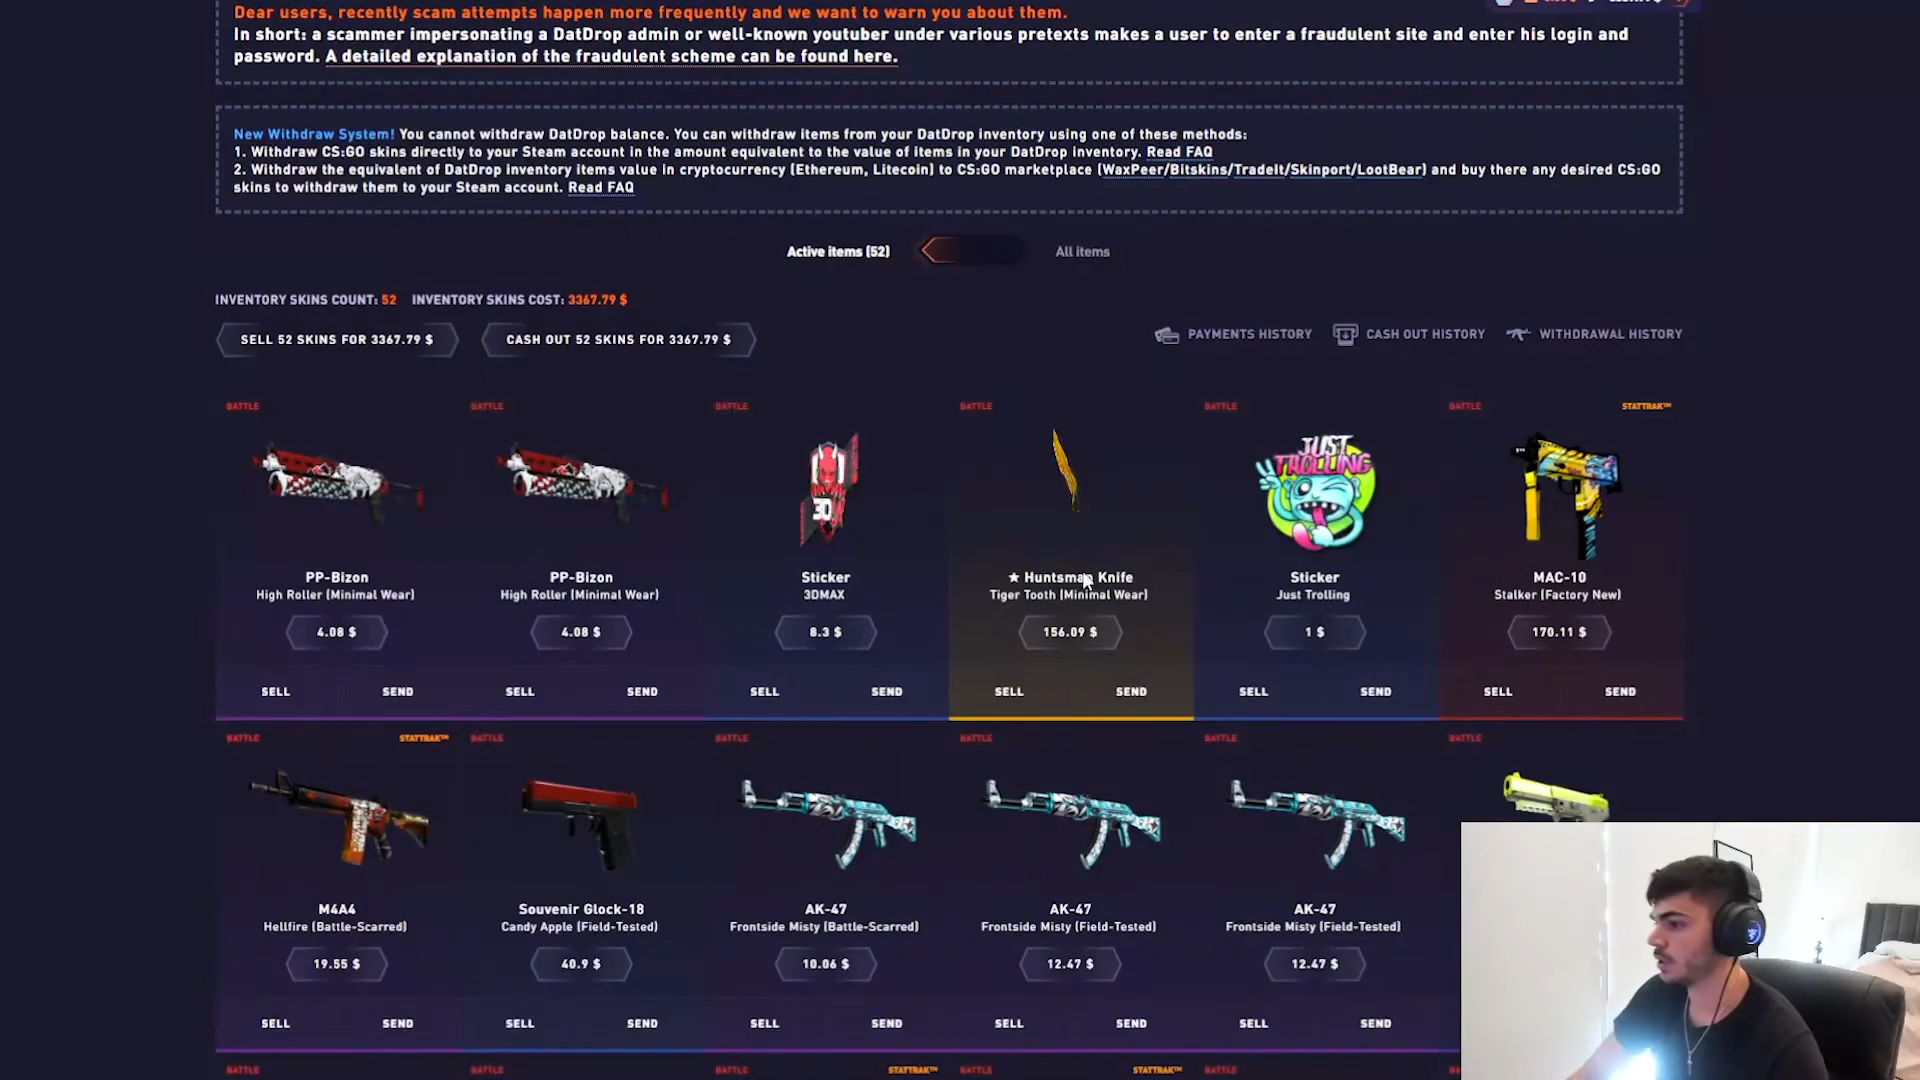 Dear users, recently scam attempts happen more frequently and we want to warn you about them.
In short: a scammer impersonating a DatDrop admin or well-known youtuber under various pretexts makes a user to enter a fraudulent site and enter his login and
password. A detailed explanation of the fraudulent scheme can be found here.
New Withdraw System! You cannot withdraw DatDrop balance. You can withdraw items from your DatDrop inventory using one of these methods:
1. Withdraw CS:GO skins directly to your Steam account in the amount equivalent to the value of items in your DatDrop inventory. Read FAQ
2. Withdraw the equivalent of DatDrop inventory items value in cryptocurrency (Ethereum, Litecoin) to CS:GO marketplace (WaxPeer/Bitskins/TradeIt/Skinport/LootBear) and buy there any desired CS:GO
skins to withdraw them to your Steam account. Read FAQ
Active items (52) All items
INVENTORY SKINS COUNT: 52 INVENTORY SKINS COST: 3367.79 $
SELL 52 SKINS FOR 3367.79 $ CASH OUT 52 SKINS FOR 3367.79 $ PAYMENTS HISTORY CASH OUT HISTORY WITHDRAWAL HISTORY
BATTLE BATTLE BATTLE BATTLE BATTLE BATTLE STATTRAK™
JUST TROLLING
3D
PP-Bizon PP-Bizon Sticker ★ Huntsman Knife Sticker MAC-10
High Roller (Minimal Wear) High Roller (Minimal Wear) 3DMAX Tiger Tooth (Minimal Wear) Just Trolling Stalker (Factory New)
4.08 $ 4.08 $ 8.3 $ 156.09 $ 1 $ 170.11 $
SELL SEND SELL SEND SELL SEND SELL SEND SELL SEND SELL SEND
BATTLE STATTRAK™ BATTLE BATTLE BATTLE BATTLE BATTLE
M4A4 Souvenir Glock-18 AK-47 AK-47 AK-47
Hellfire (Battle-Scarred) Candy Apple (Field-Tested) Frontside Misty (Battle-Scarred) Frontside Misty (Field-Tested) Frontside Misty (Field-Tested)
19.55 $ 40.9 $ 10.06 $ 12.47 $ 12.47 $
SELL SEND SELL SEND SELL SEND SELL SEND SELL SEND
BATTLE BATTLE BATTLE STATTRAK™ BATTLE STATTRAK™ BATTLE